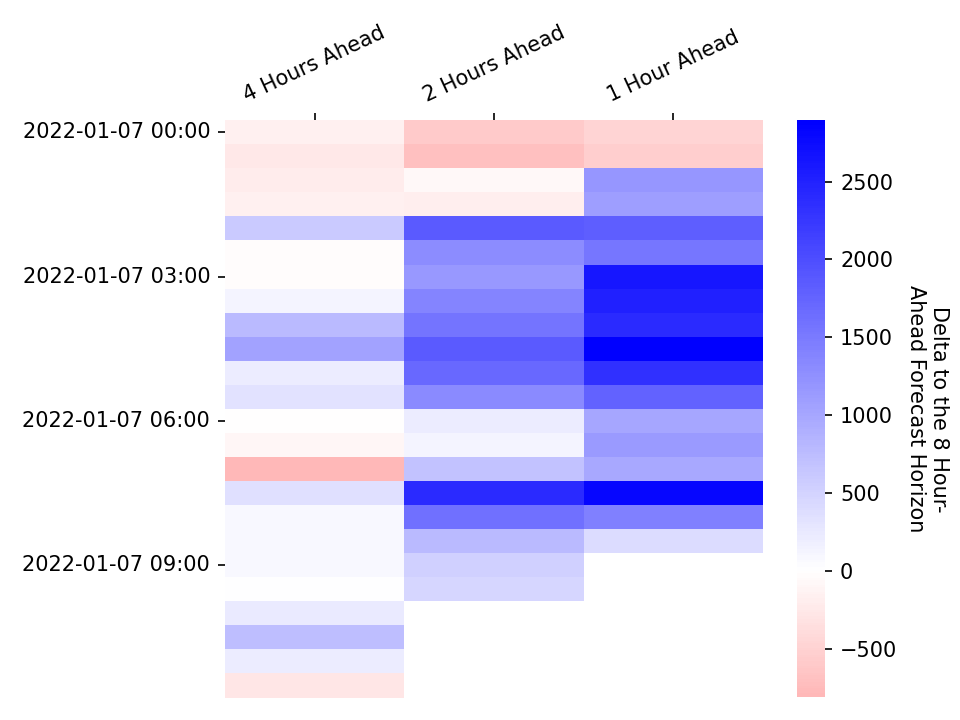 4 Hours Ahead
2 Hours Ahead
1 Hour Ahead
2022-01-07 00:00
2022-01-07 03:00
2022-01-07 06:00
2022-01-07 09:00
2500
2000
1500
1000
500
0
−500
Delta to the 8 Hour-
Ahead Forecast Horizon